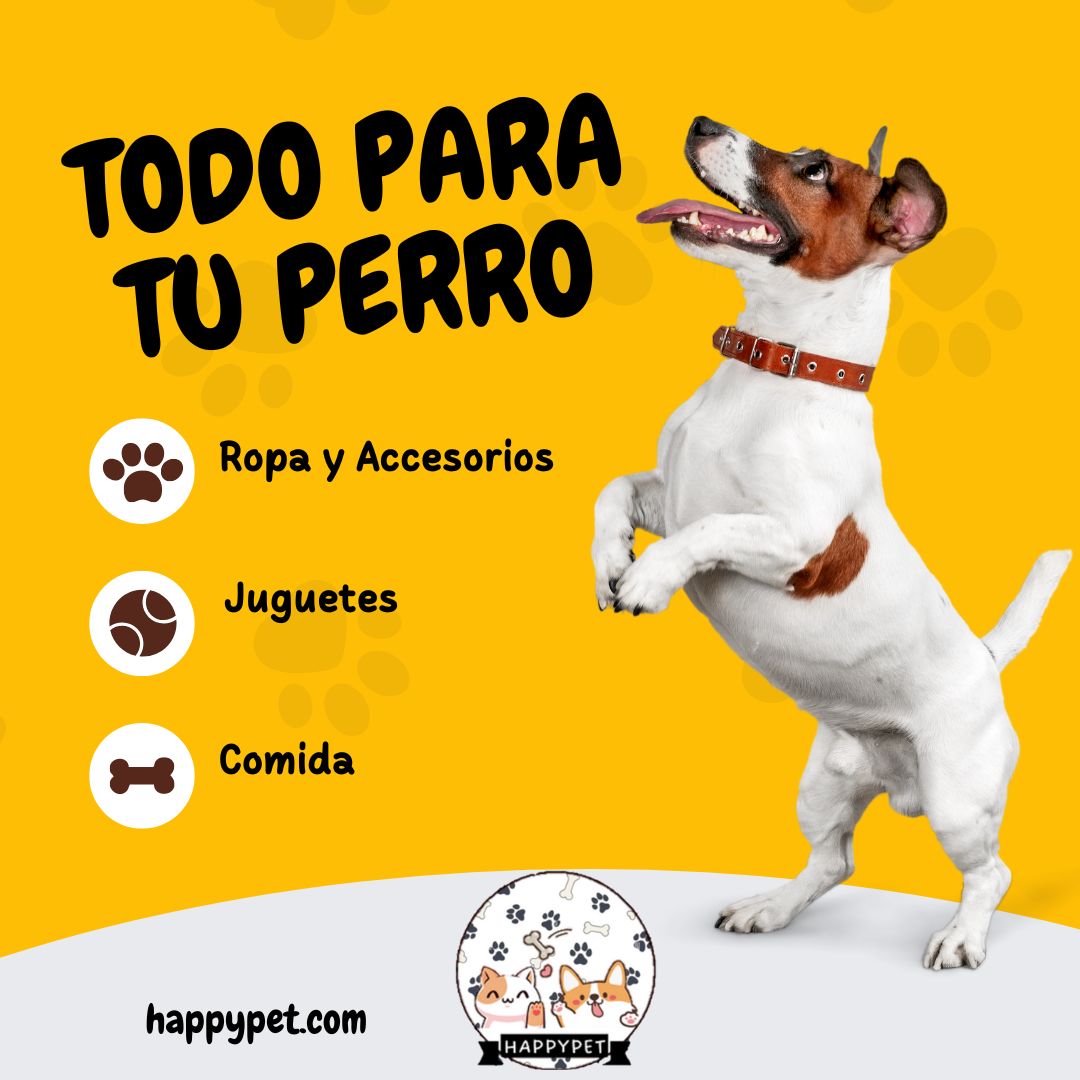 TODO PARA
TU PERRO
Ropa y Accesorios
Juguetes
Comida
happypet.com
HAPPYPET